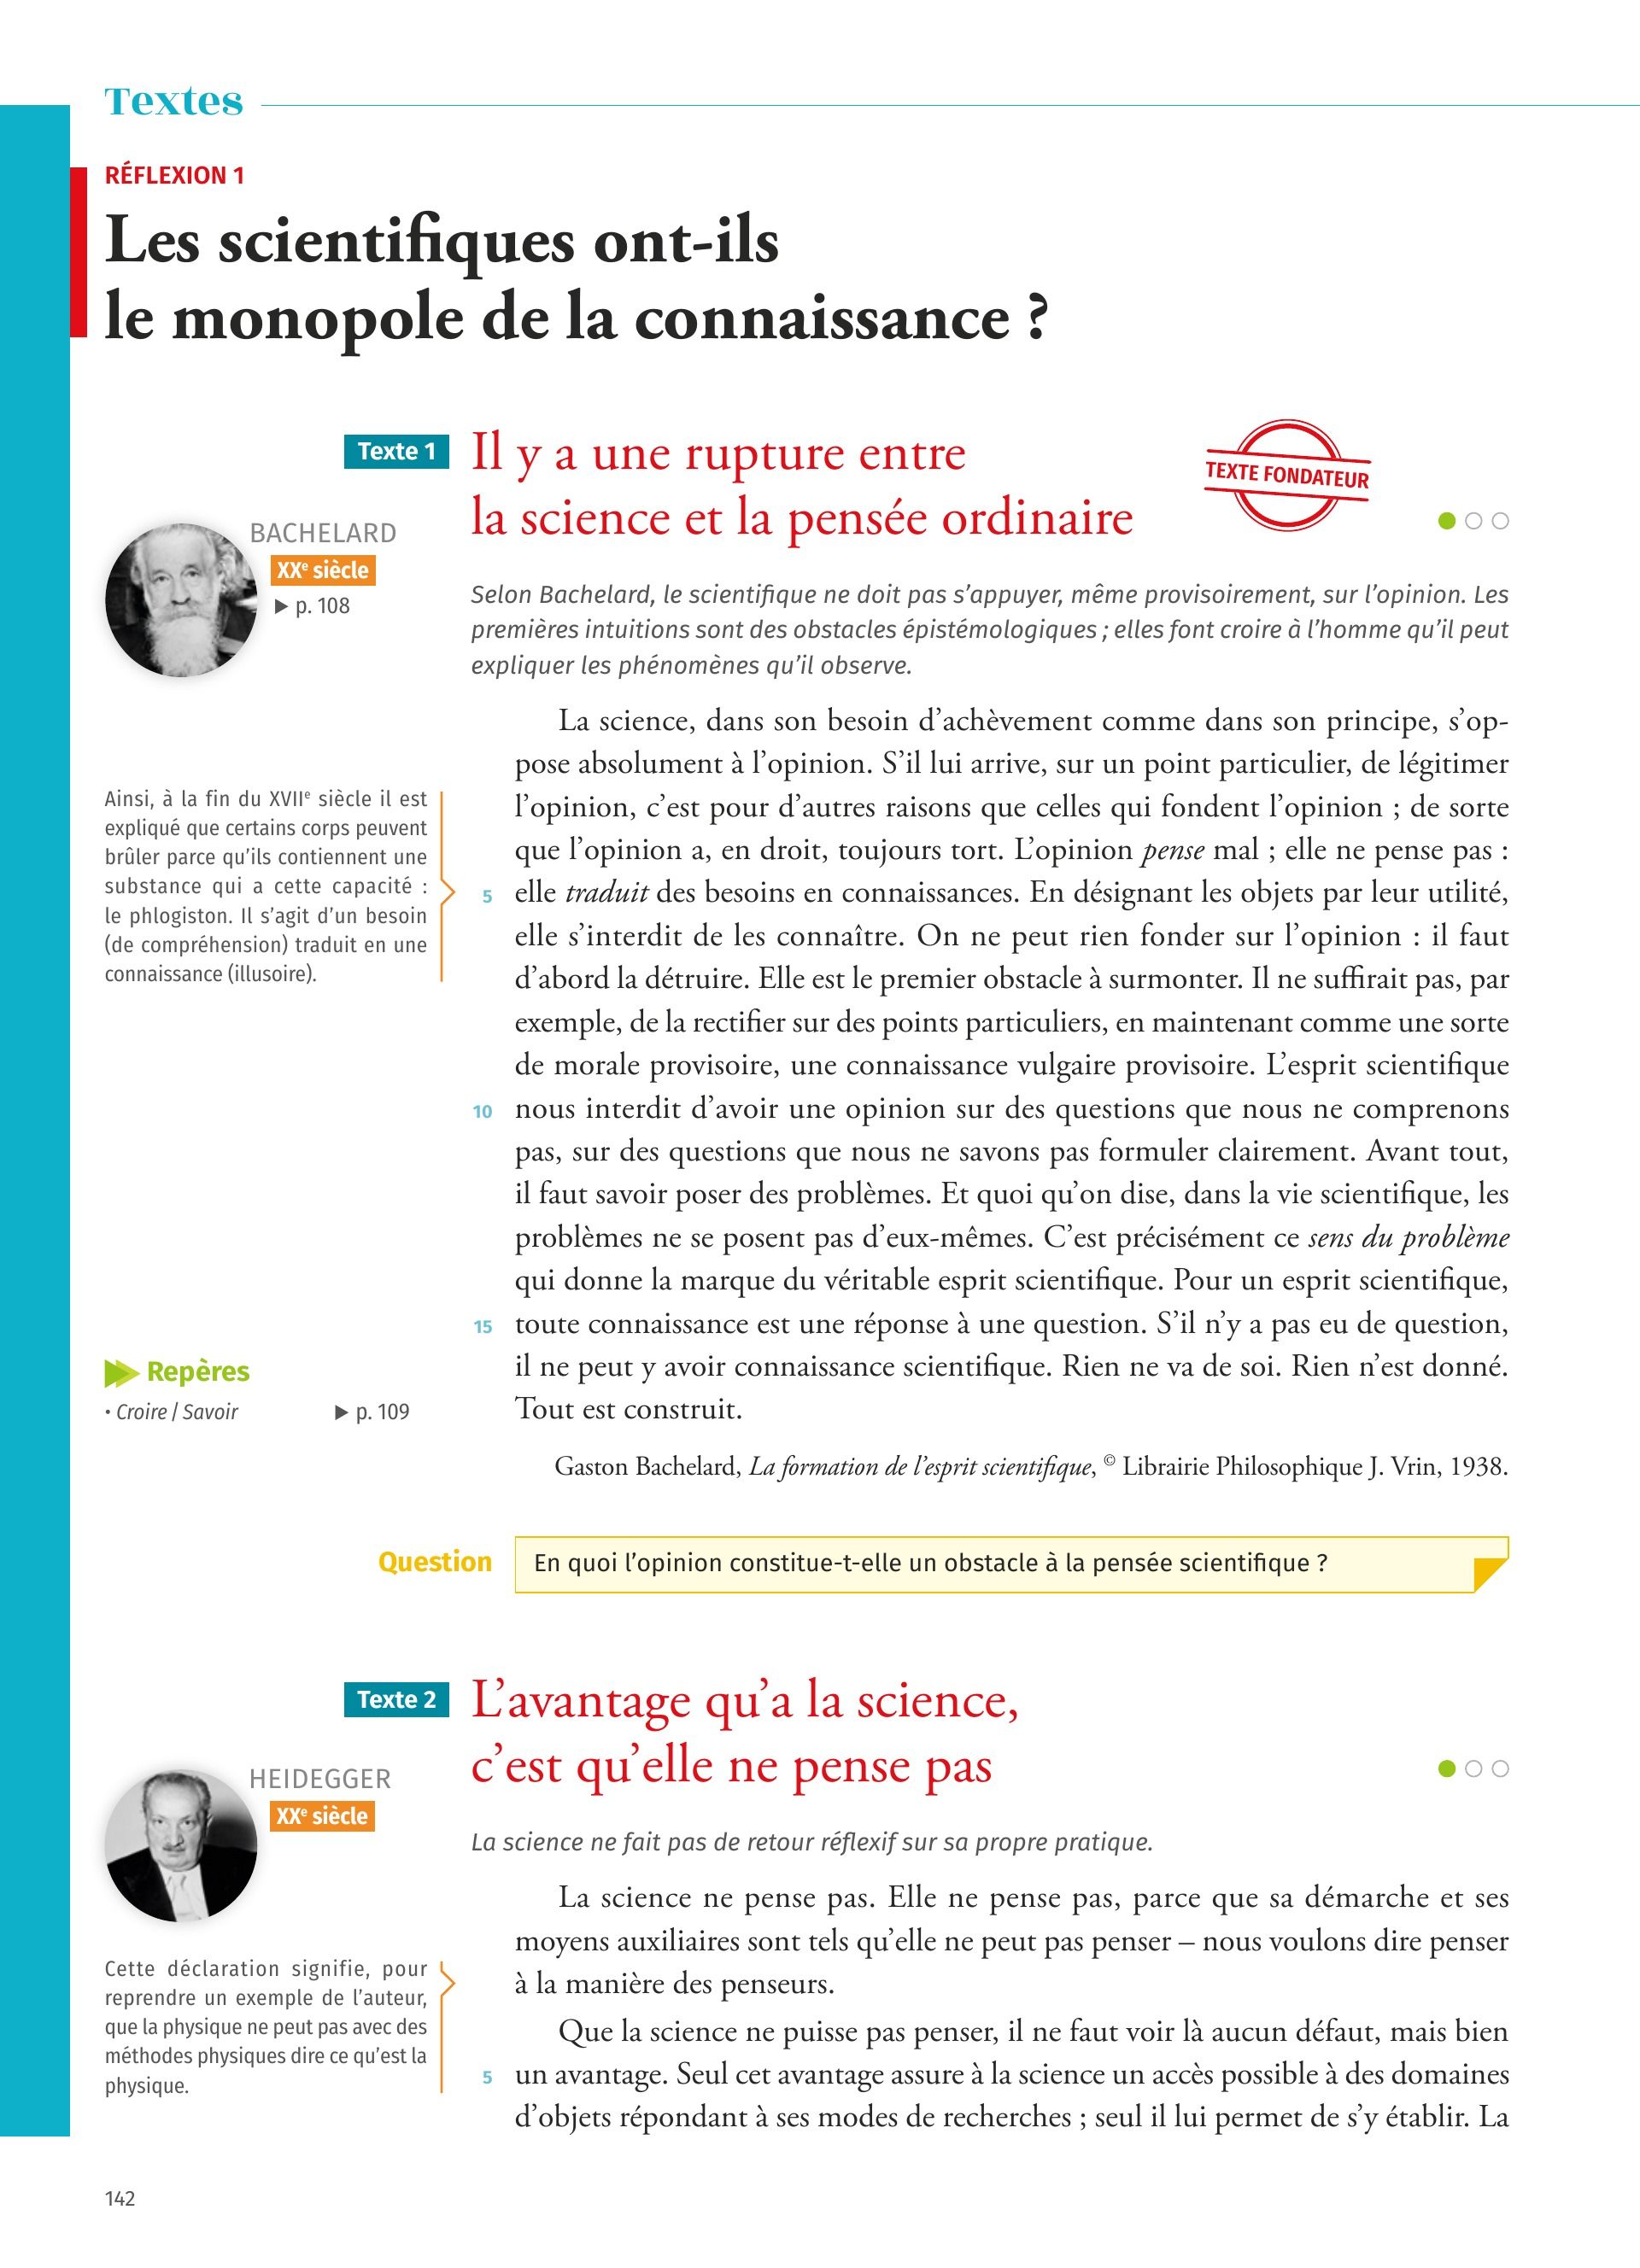 Textes
RÉFLEXION 1
Les scientifiques ont-ils
le monopole de la connaissance ?
Texte 1
Il y a une rupture entre
la science et la pensée ordinaire
TEXTE FONDATEUR
BACHELARD
XXe siècle
▶ p. 108
Selon Bachelard, le scientifique ne doit pas s’appuyer, même provisoirement, sur l’opinion. Les
premières intuitions sont des obstacles épistémologiques ; elles font croire à l’homme qu’il peut
expliquer les phénomènes qu’il observe.
La science, dans son besoin d’achèvement comme dans son principe, s’op-
pose absolument à l’opinion. S’il lui arrive, sur un point particulier, de légitimer
l’opinion, c’est pour d’autres raisons que celles qui fondent l’opinion ; de sorte
que l’opinion a, en droit, toujours tort. L’opinion pense mal ; elle ne pense pas :
5 elle traduit des besoins en connaissances. En désignant les objets par leur utilité,
elle s’interdit de les connaître. On ne peut rien fonder sur l’opinion : il faut
d’abord la détruire. Elle est le premier obstacle à surmonter. Il ne suffirait pas, par
exemple, de la rectifier sur des points particuliers, en maintenant comme une sorte
de morale provisoire, une connaissance vulgaire provisoire. L’esprit scientifique
10 nous interdit d’avoir une opinion sur des questions que nous ne comprenons
pas, sur des questions que nous ne savons pas formuler clairement. Avant tout,
il faut savoir poser des problèmes. Et quoi qu’on dise, dans la vie scientifique, les
problèmes ne se posent pas d’eux-mêmes. C’est précisément ce sens du problème
qui donne la marque du véritable esprit scientifique. Pour un esprit scientifique,
15 toute connaissance est une réponse à une question. S’il n’y a pas eu de question,
il ne peut y avoir connaissance scientifique. Rien ne va de soi. Rien n’est donné.
Tout est construit.
Gaston Bachelard, La formation de l’esprit scientifique, © Librairie Philosophique J. Vrin, 1938.
Ainsi, à la fin du XVIIe siècle il est
expliqué que certains corps peuvent
brûler parce qu’ils contiennent une
substance qui a cette capacité :
le phlogiston. Il s’agit d’un besoin
(de compréhension) traduit en une
connaissance (illusoire).
Repères
• Croire / Savoir ▶ p. 109
Question
En quoi l’opinion constitue-t-elle un obstacle à la pensée scientifique ?
Texte 2
L’avantage qu’a la science,
c’est qu’elle ne pense pas
HEIDEGGER
XXe siècle
La science ne fait pas de retour réflexif sur sa propre pratique.
La science ne pense pas. Elle ne pense pas, parce que sa démarche et ses
moyens auxiliaires sont tels qu’elle ne peut pas penser – nous voulons dire penser
à la manière des penseurs.
Que la science ne puisse pas penser, il ne faut voir là aucun défaut, mais bien
5 un avantage. Seul cet avantage assure à la science un accès possible à des domaines
d’objets répondant à ses modes de recherches ; seul il lui permet de s’y établir. La
Cette déclaration signifie, pour
reprendre un exemple de l’auteur,
que la physique ne peut pas avec des
méthodes physiques dire ce qu’est la
physique.
142